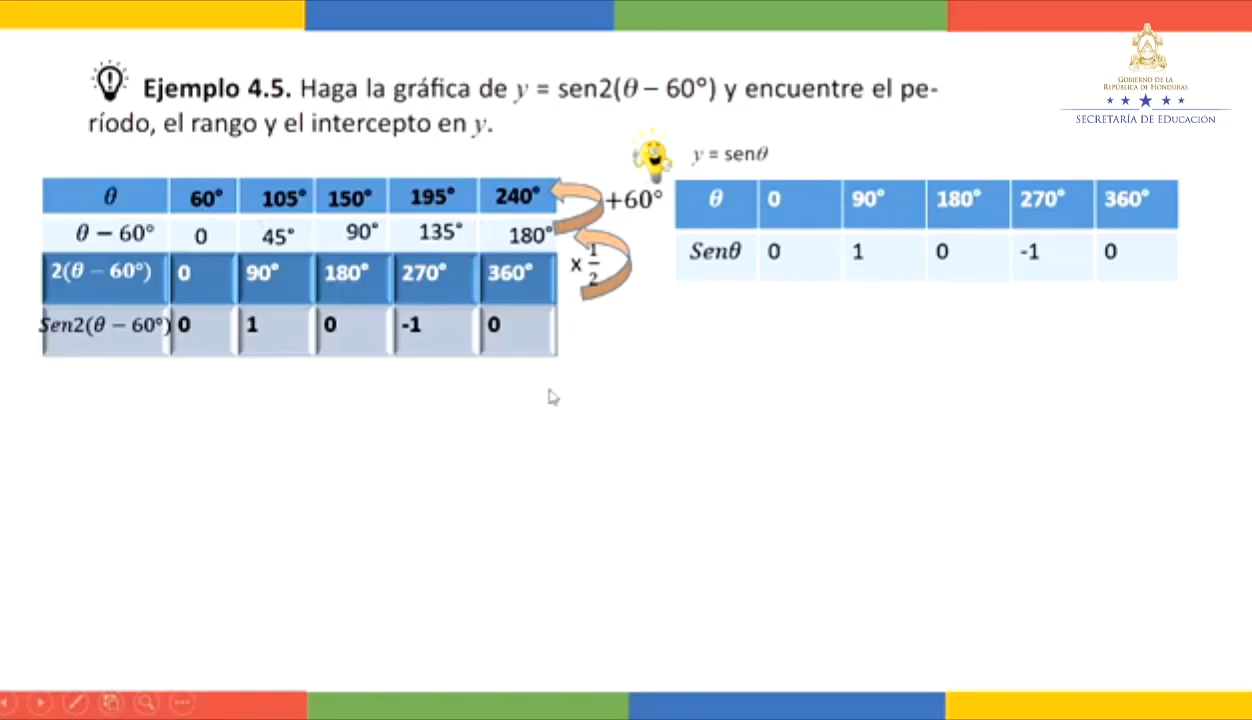 Ejemplo 4.5. Haga la gráfica de y = sen2(θ − 60°) y encuentre el pe-
ríodo, el rango y el intercepto en y.
GOBIERNO DE LA
REPÚBLICA DE HONDURAS
SECRETARÍA DE EDUCACIÓN
y = senθ
θ 60° 105° 150° 195° 240°
+60°
θ − 60° 0 45° 90° 135° 180°
x 1/2
2(θ − 60°) 0 90° 180° 270° 360°
Sen2(θ − 60°) 0 1 0 -1 0
θ 0 90° 180° 270° 360°
Senθ 0 1 0 -1 0